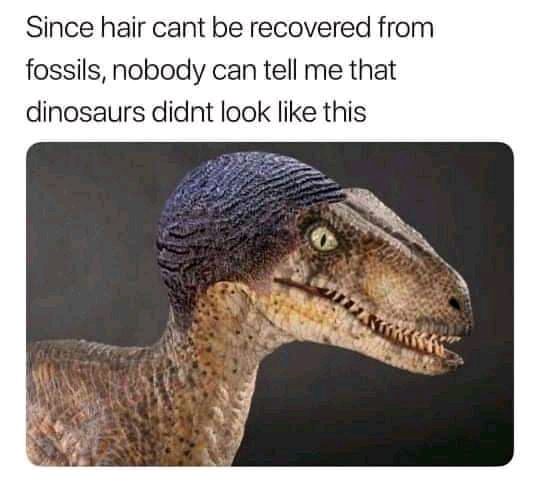 Since hair cant be recovered from
fossils, nobody can tell me that
dinosaurs didnt look like this